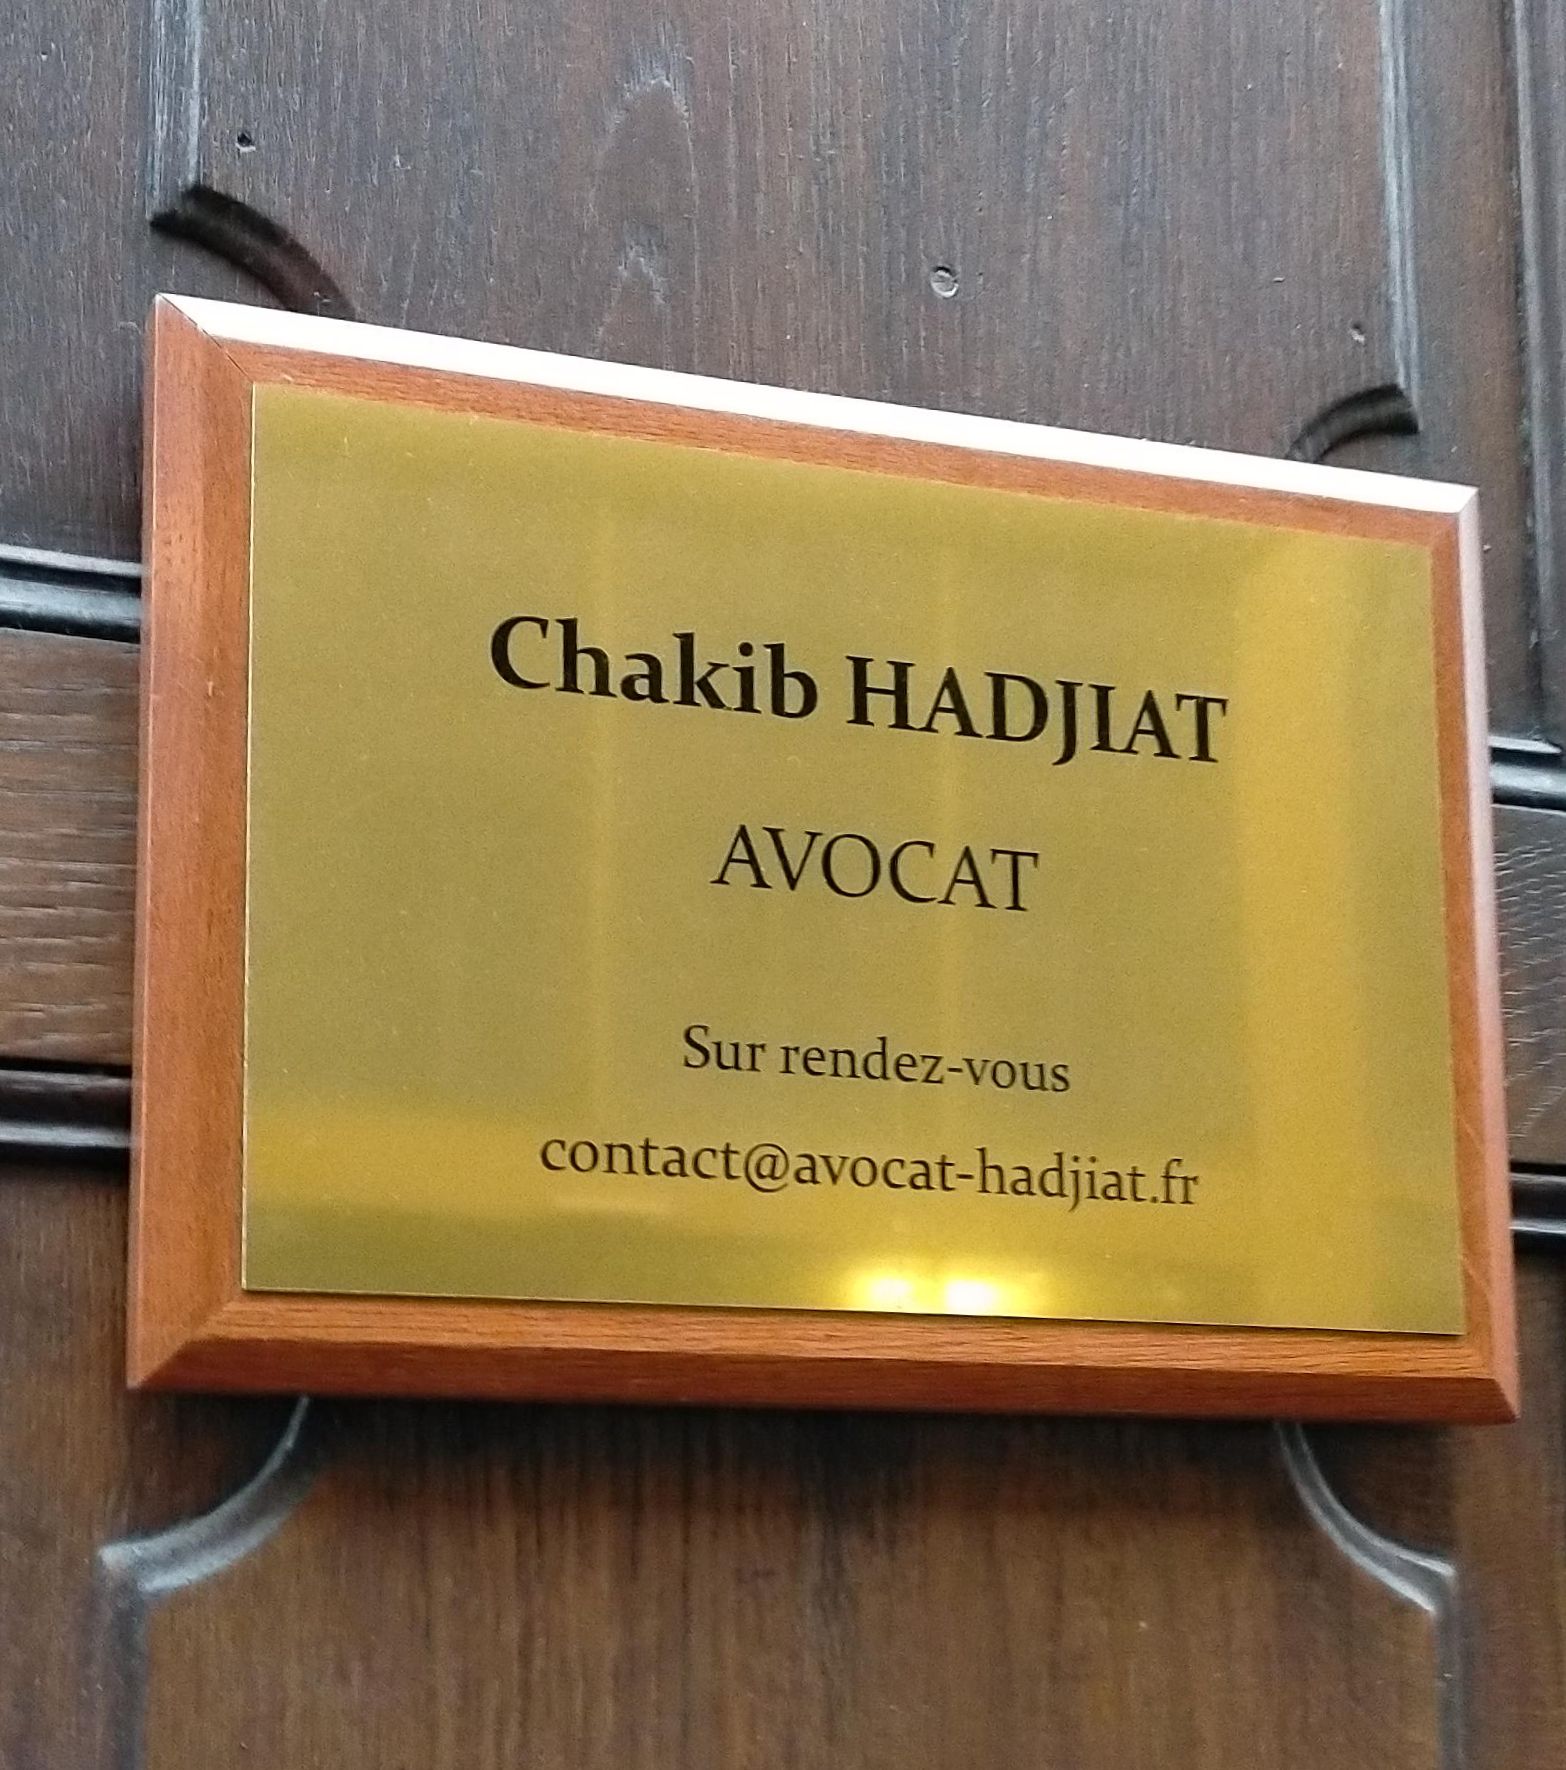 Chakib HADJIAT
AVOCAT
Sur rendez-vous
contact@avocat-hadjiat.fr